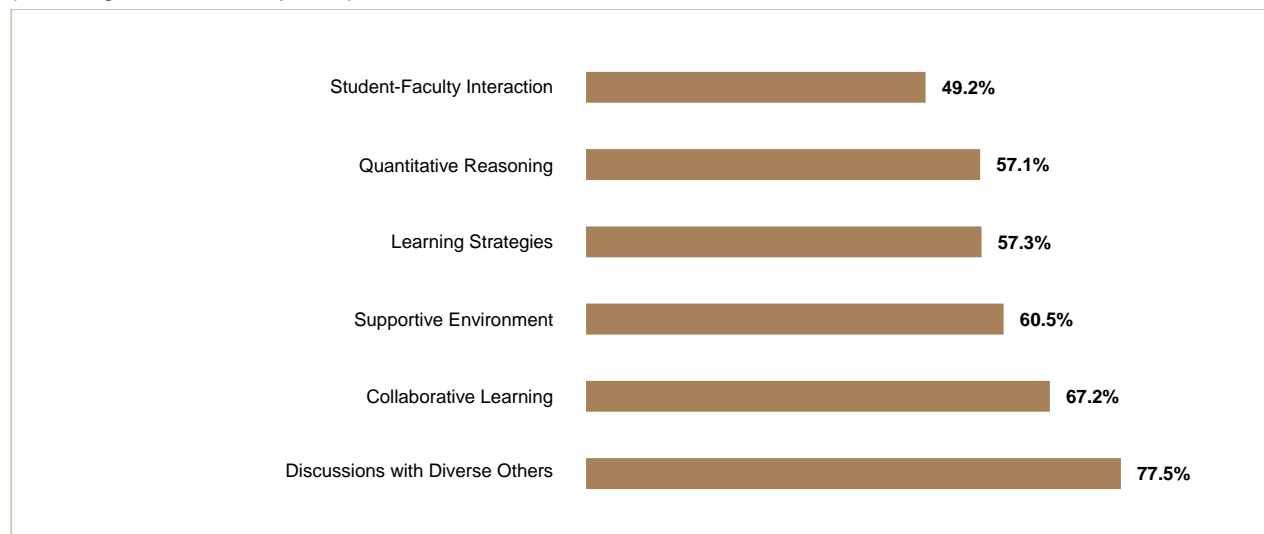 Student-Faculty Interaction 49.2%
Quantitative Reasoning 57.1%
Learning Strategies 57.3%
Supportive Environment 60.5%
Collaborative Learning 67.2%
Discussions with Diverse Others 77.5%